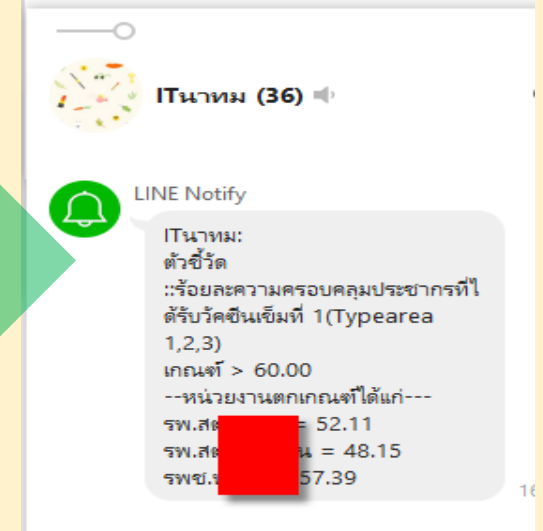 ITนาทม (36)
LINE Notify
ITนาทม:
ตัวชี้วัด
::ร้อยละความครอบคลุมประชากรที่ไ
ด้รับวัคซีนเข็มที่ 1(Typearea
1,2,3)
เกณฑ์ > 60.00
--หน่วยงานตกเกณฑ์ได้แก่---
รพ.สต = 52.11
รพ.สต น = 48.15
รพช. 57.39
16